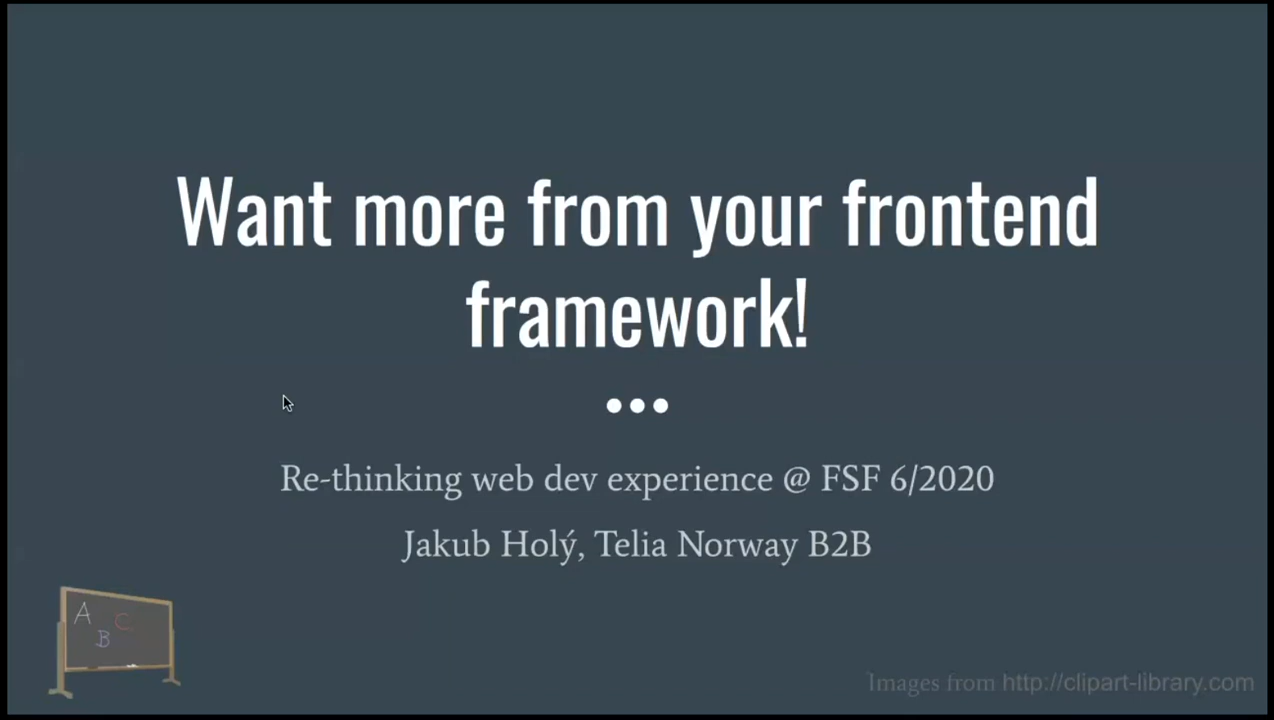 Want more from your frontend
framework!
Re-thinking web dev experience @ FSF 6/2020
Jakub Holý, Telia Norway B2B
A
C
B
Images from http://clipart-library.com